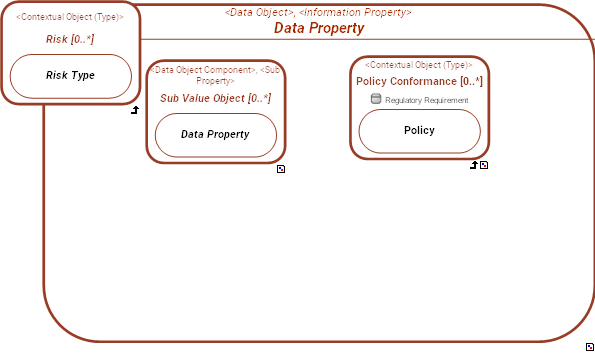 <Data Object>, <Information Property>
Data Property
<Contextual Object (Type)>
Risk [0..*]
Risk Type
<Data Object Component>, <Sub
Property>
Sub Value Object [0..*]
Data Property
<Contextual Object (Type)>
Policy Conformance [0..*]
Regulatory Requirement
Policy